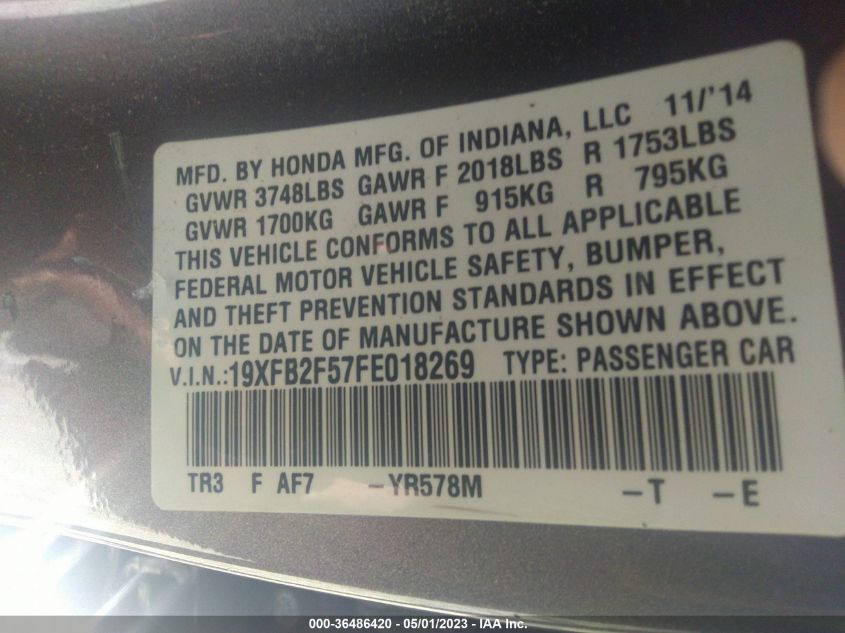 MFD. BY HONDA MFG. OF INDIANA, LLC 11/'14
GVWR 3748LBS GAWR F 2018LBS R 1753LBS
GVWR 1700KG GAWR F 915KG R 795KG
THIS VEHICLE CONFORMS TO ALL APPLICABLE
FEDERAL MOTOR VEHICLE SAFETY, BUMPER,
AND THEFT PREVENTION STANDARDS IN EFFECT
ON THE DATE OF MANUFACTURE SHOWN ABOVE.
V.I.N.:19XFB2F57FE018269 TYPE: PASSENGER CAR
TR3 F AF7 -YR578M -T -E
000-36486420 - 05/01/2023 - IAA Inc.